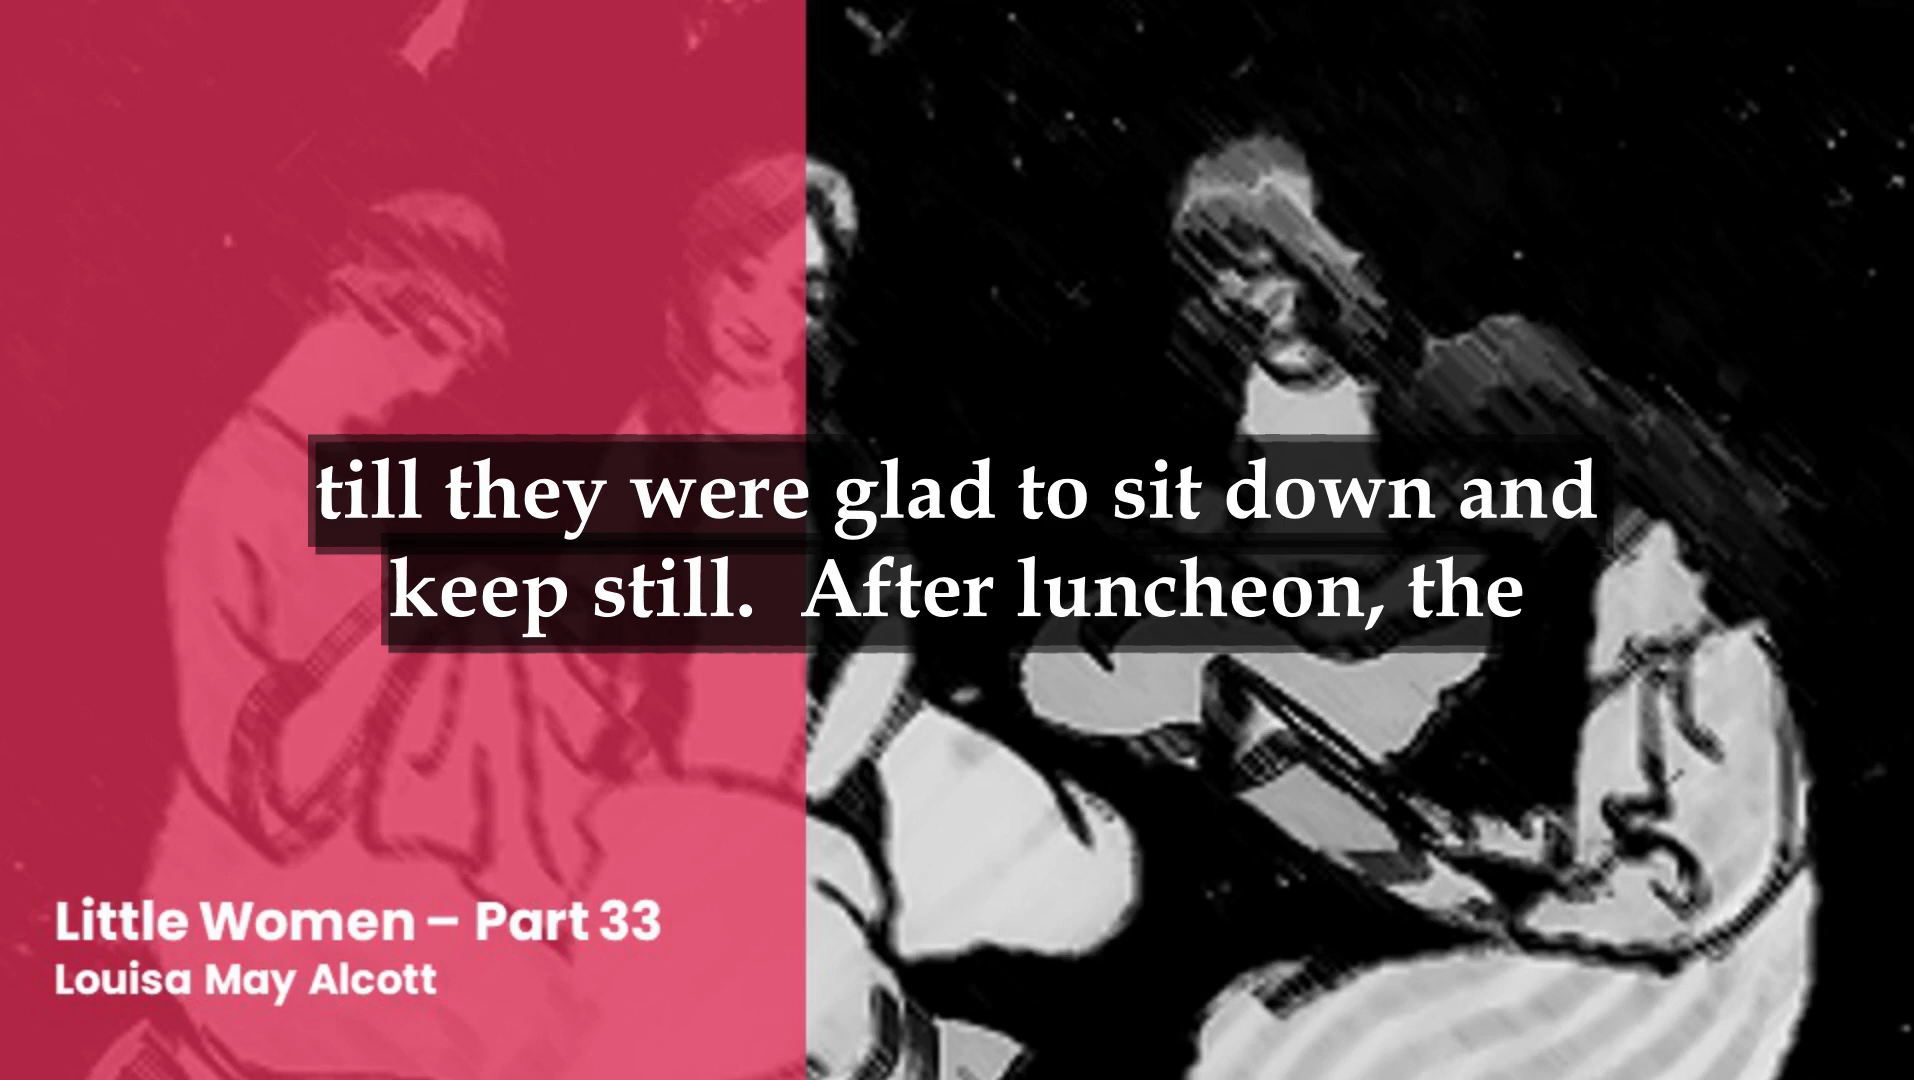 till they were glad to sit down and
keep still.  After luncheon, the
Little Women – Part 33
Louisa May Alcott